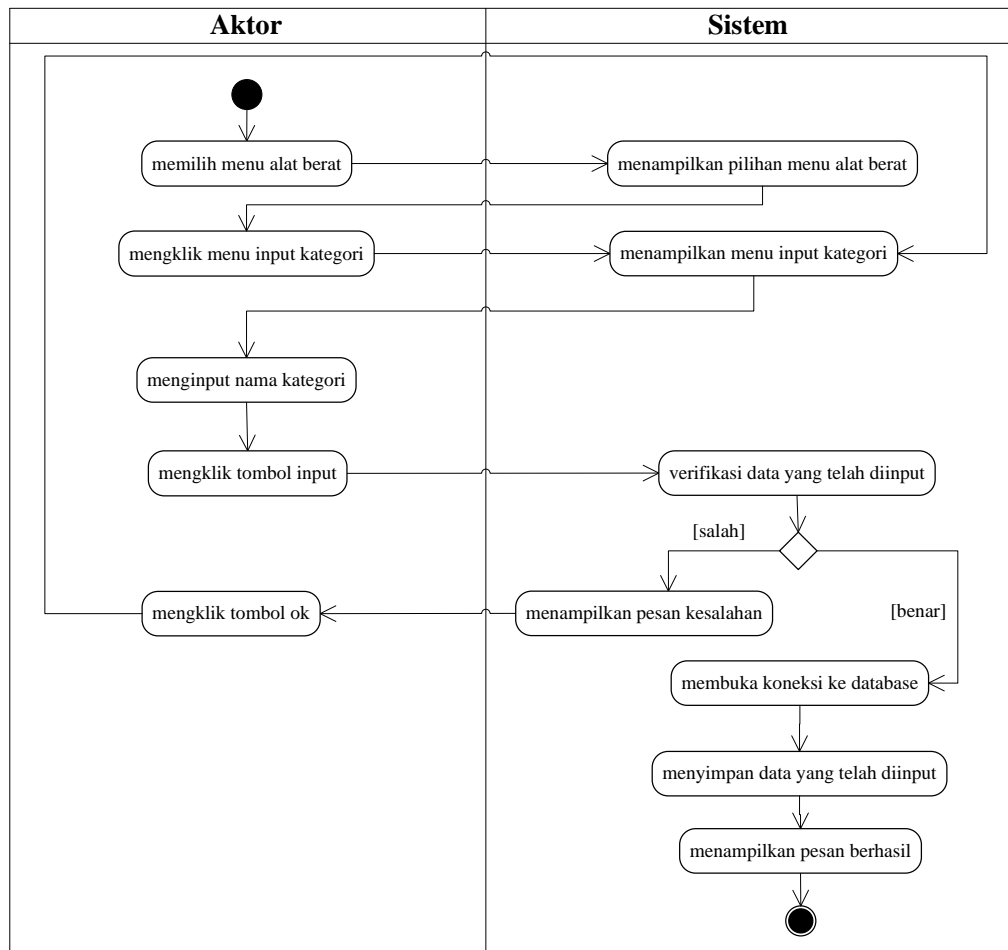 Aktor
Sistem
memilih menu alat berat
menampilkan pilihan menu alat berat
mengklik menu input kategori
menampilkan menu input kategori
menginput nama kategori
mengklik tombol input
verifikasi data yang telah diinput
[salah]
mengklik tombol ok
menampilkan pesan kesalahan
[benar]
membuka koneksi ke database
menyimpan data yang telah diinput
menampilkan pesan berhasil